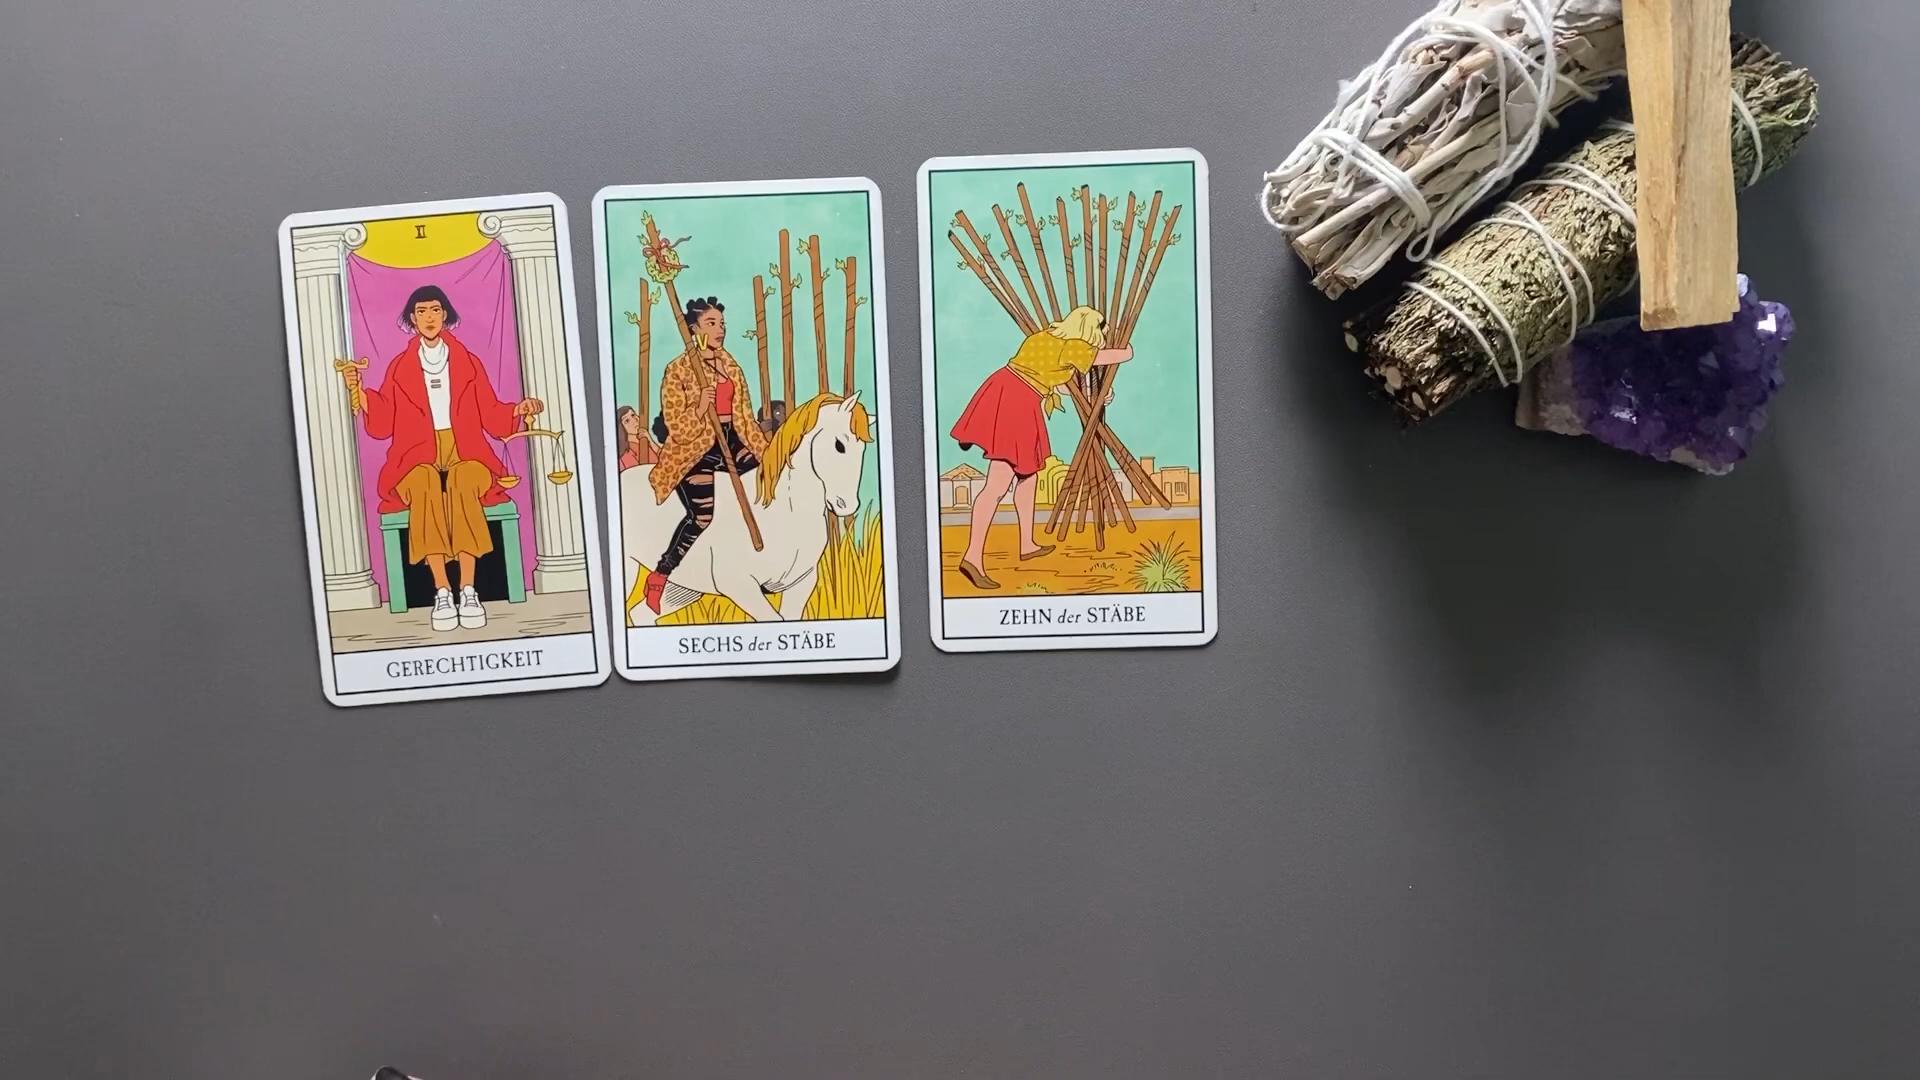 II
GERECHTIGKEIT
SECHS der STÄBE
ZEHN der STÄBE